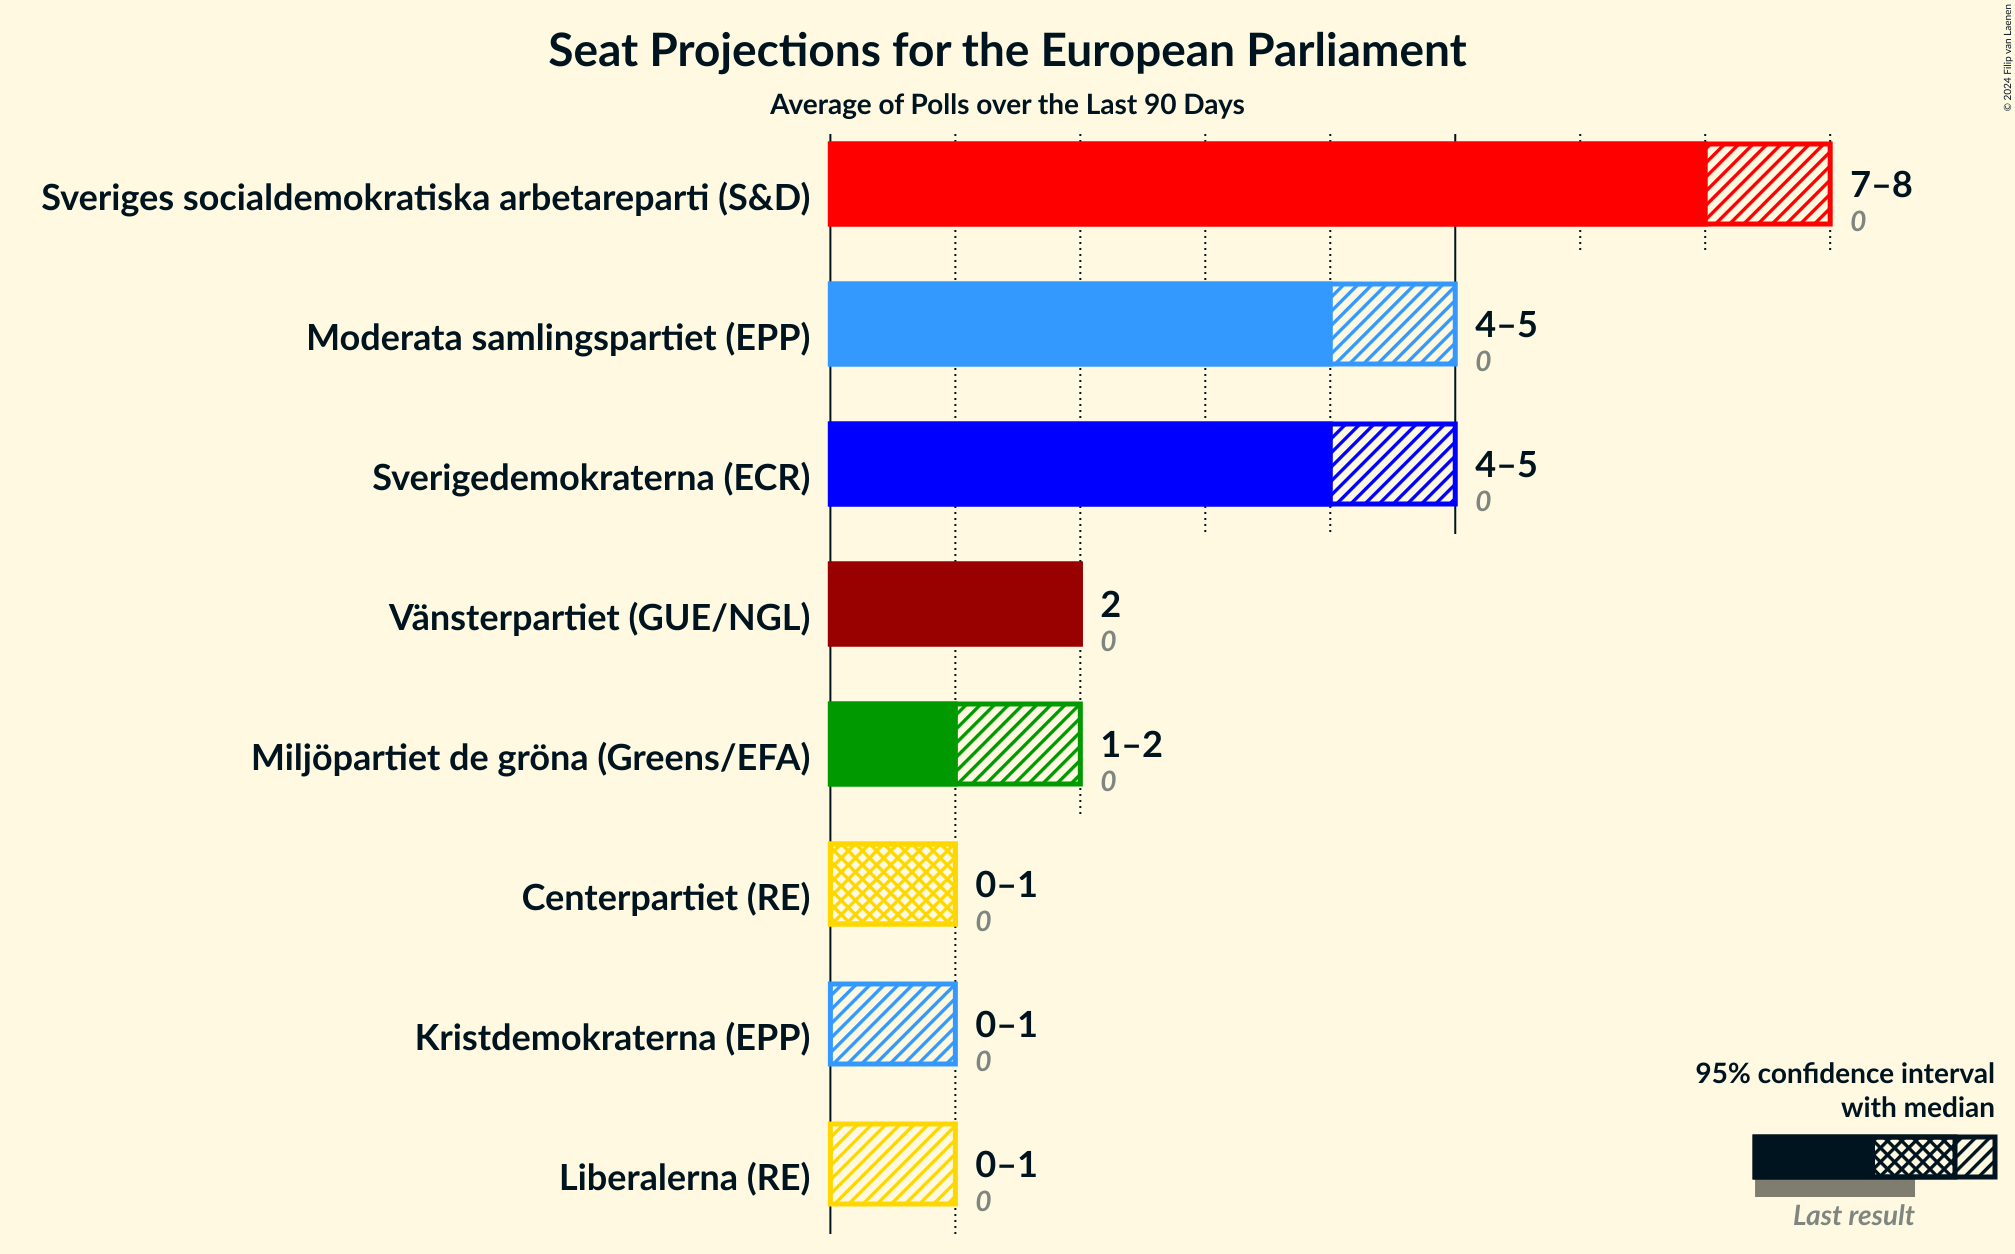 Seat Projections for the European Parliament
Average of Polls over the Last 90 Days
© 2024 Filip van Laenen
Sveriges socialdemokratiska arbetareparti (S&D)
7–8
0
Moderata samlingspartiet (EPP)
4–5
0
Sverigedemokraterna (ECR)
4–5
0
Vänsterpartiet (GUE/NGL)
2
0
Miljöpartiet de gröna (Greens/EFA)
1–2
0
Centerpartiet (RE)
0–1
0
Kristdemokraterna (EPP)
0–1
0
Liberalerna (RE)
0–1
0
95% confidence interval
with median
Last result